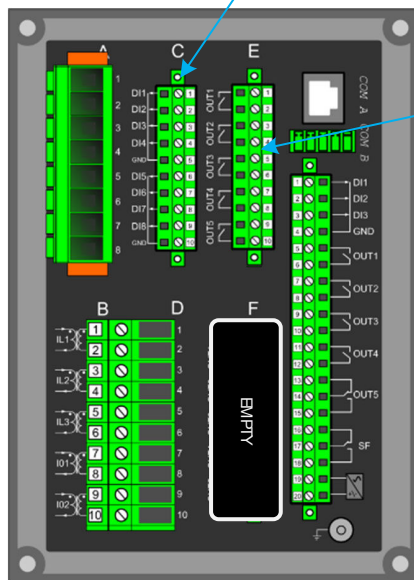 A
C
E
1
2
3
4
5
6
7
8
DI1
DI2
DI3
DI4
GND
DI5
DI6
DI7
DI8
GND
1
2
3
4
5
6
7
8
9
10
OUT1
OUT2
OUT3
OUT4
OUT5
1
2
3
4
5
6
7
8
9
10
COM A
COM B
1
2
3
4
5
6
7
8
9
10
11
12
13
14
15
16
17
18
19
20
DI1
DI2
DI3
GND
OUT1
OUT2
OUT3
OUT4
OUT5
SF
B
D
F
IL1
IL2
IL3
I01
I02
1
2
3
4
5
6
7
8
9
10
1
2
3
4
5
6
7
8
9
10
EMPTY